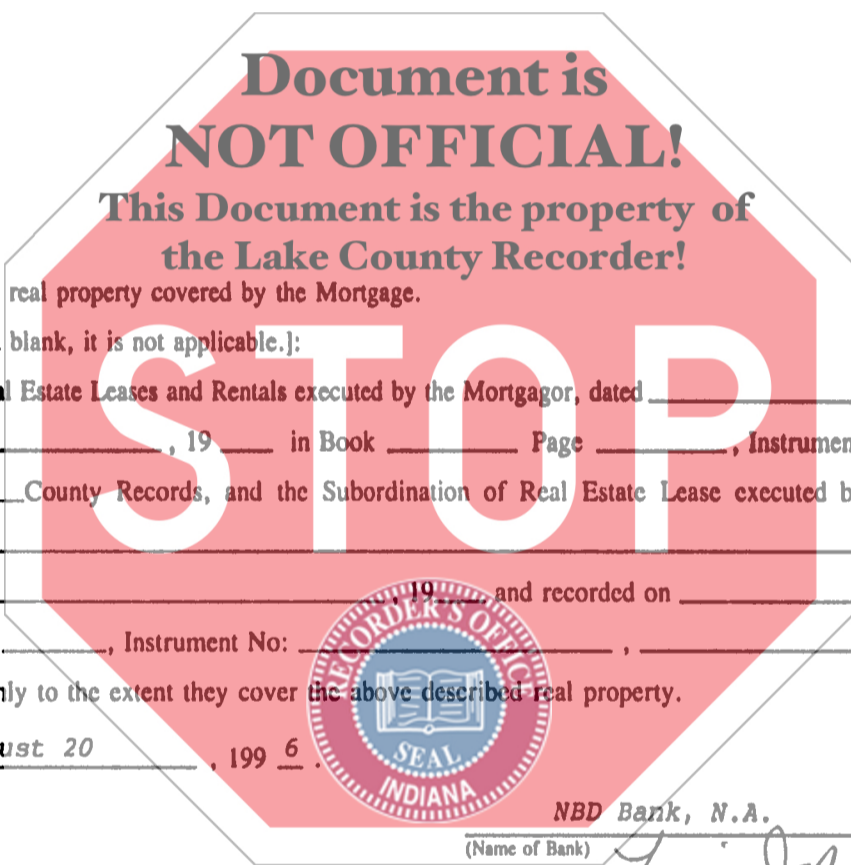 Document is
NOT OFFICIAL!
This Document is the property of
the Lake County Recorder!
real property covered by the Mortgage.
blank, it is not applicable.]:
Estate Leases and Rentals executed by the Mortgagor, dated
, 19 in Book Page , Instrumen
County Records, and the Subordination of Real Estate Lease executed b
STOP
, 19 , and recorded on
, Instrument No: ,
to the extent they cover the above described real property.
ust 20 , 199 6 .
RECORDER'S OFFICE
SEAL
INDIANA
NBD Bank, N.A.
(Name of Bank)